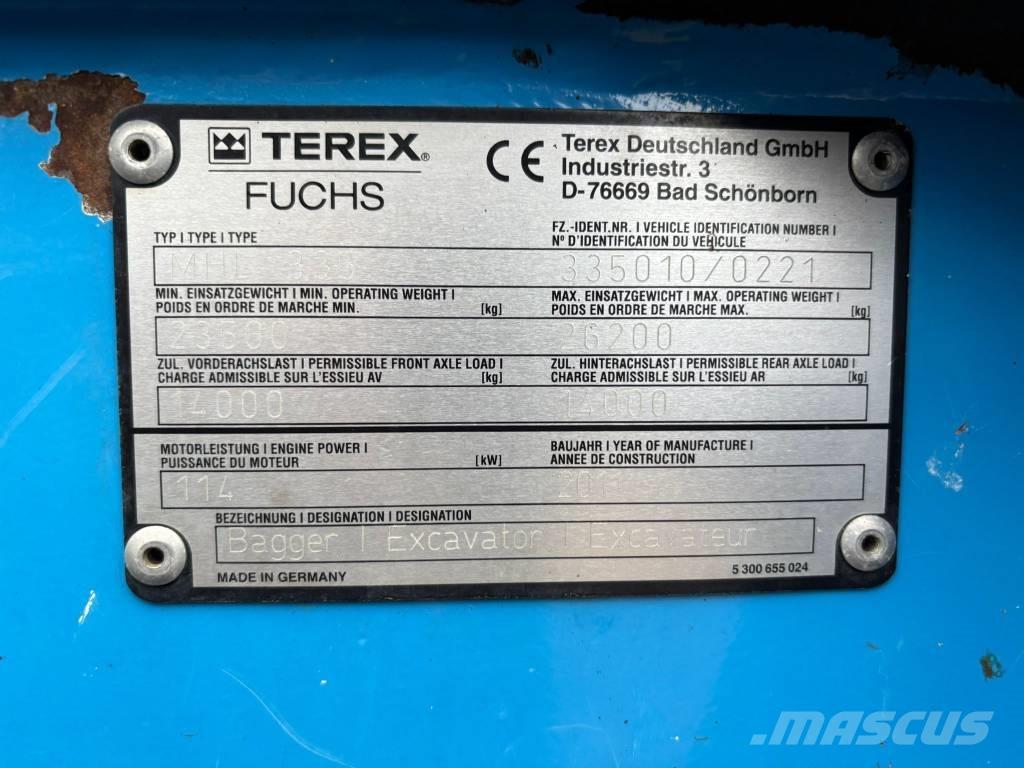 TEREX®
FUCHS
CE
Terex Deutschland GmbH
Industriestr. 3
D-76669 Bad Schönborn
TYP I TYPE I TYPE
FZ.-IDENT.NR. I VEHICLE IDENTIFICATION NUMBER I
Nº D'IDENTIFICATION DU VEHICULE
MHL
335010/0221
MIN. EINSATZGEWICHT I MIN. OPERATING WEIGHT I
POIDS EN ORDRE DE MARCHE MIN. [kg]
MAX. EINSATZGEWICHT I MAX. OPERATING WEIGHT I
POIDS EN ORDRE DE MARCHE MAX. [kg]
26200
ZUL. VORDERACHSLAST I PERMISSIBLE FRONT AXLE LOAD I
CHARGE ADMISSIBLE SUR L'ESSIEU AV [kg]
ZUL. HINTERACHSLAST I PERMISSIBLE REAR AXLE LOAD I
CHARGE ADMISSIBLE SUR L'ESSIEU AR [kg]
14000
14000
MOTORLEISTUNG I ENGINE POWER I
PUISSANCE DU MOTEUR [kW]
BAUJAHR I YEAR OF MANUFACTURE I
ANNEE DE CONSTRUCTION
114
2011
BEZEICHNUNG I DESIGNATION I DESIGNATION
Bagger | Excavator | Excavateur
MADE IN GERMANY
5 300 655 024
MASCUS